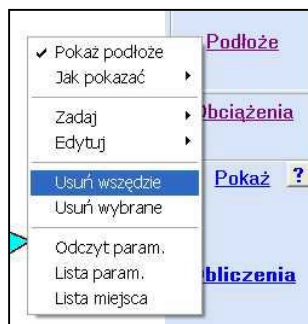 Pokaż podłoże
Jak pokazać
Zadaj
Edytuj
Usuń wszędzie
Usuń wybrane
Odczyt param.
Lista param.
Lista miejsca
Podłoże
Obciążenia
Pokaż ?
bliczenia